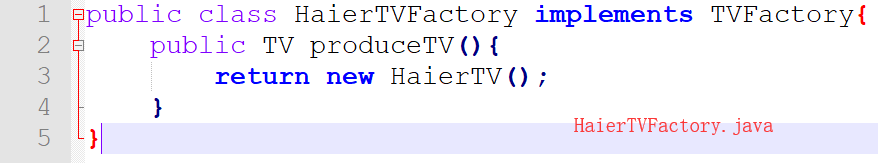 1 public class HaierTVFactory implements TVFactory{
2     public TV produceTV(){
3         return new HaierTV();
4     }
5 }
HaierTVFactory.java